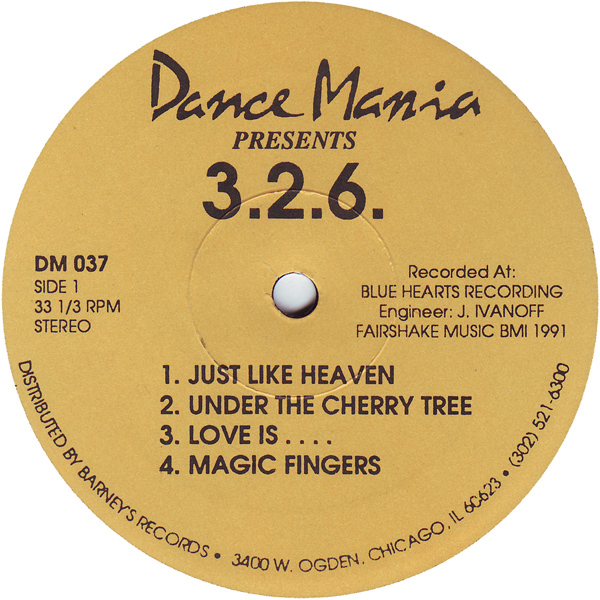 Dance Mania
PRESENTS
3.2.6.
DM 037
SIDE 1
33 1/3 RPM
STEREO
Recorded At:
BLUE HEARTS RECORDING
Engineer: J. IVANOFF
FAIRSHAKE MUSIC BMI 1991
1. JUST LIKE HEAVEN
2. UNDER THE CHERRY TREE
3. LOVE IS . . . .
4. MAGIC FINGERS
DISTRIBUTED BY BARNEY'S RECORDS • 3400 W. OGDEN. CHICAGO, IL 60623 • (302) 521-6300